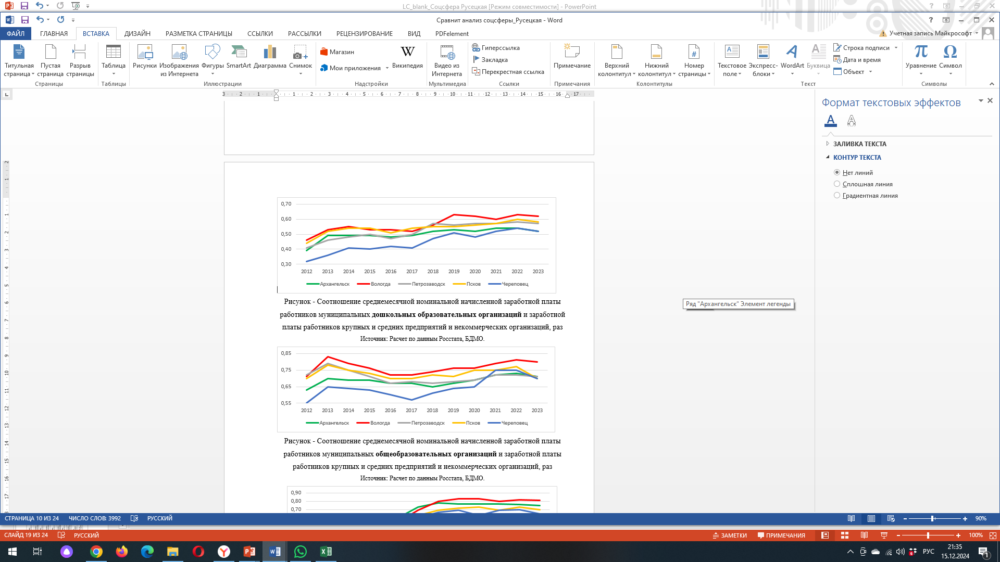 LC_blank_Соцсфера Русецкая [Режим совместимости] - PowerPoint
Сравнит анализ соцсферы_Русецкая - Word
ФАЙЛ ГЛАВНАЯ ВСТАВКА ДИЗАЙН РАЗМЕТКА СТРАНИЦЫ ССЫЛКИ РАССЫЛКИ РЕЦЕНЗИРОВАНИЕ ВИД PDFelement Учетная запись Майкрософт
Титульная страница
Пустая страница
Разрыв страницы
Страницы
Таблица
Таблицы
Рисунки
Изображения из Интернета
Фигуры
SmartArt
Диаграмма
Снимок
Иллюстрации
Магазин
Мои приложения
Википедия
Надстройки
Видео из Интернета
Мультимедиа
Гиперссылка
Закладка
Перекрестная ссылка
Ссылки
Примечание
Примечания
Верхний колонтитул
Нижний колонтитул
Номер страницы
Колонтитулы
Текстовое поле
Экспресс-блоки
WordArt
Буквица
Строка подписи
Дата и время
Объект
Текст
Уравнение
Символ
Символы
3 2 1 1 2 3 4 5 6 7 8 9 10 11 12 13 14 15 16 17
Формат текстовых эффектов
ЗАЛИВКА ТЕКСТА
КОНТУР ТЕКСТА
Нет линий
Сплошная линия
Градиентная линия
0,70
0,60
0,50
0,40
0,30
2012 2013 2014 2015 2016 2017 2018 2019 2020 2021 2022 2023
Архангельск Вологда Петрозаводск Псков Череповец
Рисунок - Соотношение среднемесячной номинальной начисленной заработной платы
работников муниципальных дошкольных образовательных организаций и заработной
платы работников крупных и средних предприятий и некоммерческих организаций, раз
Источник: Расчет по данным Росстата, БДМО.
Ряд "Архангельск" Элемент легенды
0,85
0,75
0,65
0,55
2012 2013 2014 2015 2016 2017 2018 2019 2020 2021 2022 2023
Архангельск Вологда Петрозаводск Псков Череповец
Рисунок - Соотношение среднемесячной номинальной начисленной заработной платы
работников муниципальных общеобразовательных организаций и заработной платы
работников крупных и средних предприятий и некоммерческих организаций, раз
Источник: Расчет по данным Росстата, БДМО.
0,90
0,80
0,70
СТРАНИЦА 10 ИЗ 24 ЧИСЛО СЛОВ: 3992 РУССКИЙ 90%
СЛАЙД 19 ИЗ 24 РУССКИЙ ЗАМЕТКИ ПРИМЕЧАНИЯ 100%
РУС
21:35
15.12.2024